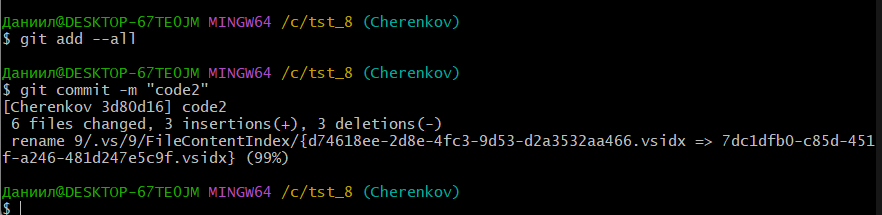 Даниил@DESKTOP-67TE0JM MINGW64 /c/tst_8 (Cherenkov)
$ git add --all
Даниил@DESKTOP-67TE0JM MINGW64 /c/tst_8 (Cherenkov)
$ git commit -m "code2"
[Cherenkov 3d80d16] code2
 6 files changed, 3 insertions(+), 3 deletions(-)
 rename 9/.vs/9/FileContentIndex/{d74618ee-2d8e-4fc3-9d53-d2a3532aa466.vsidx => 7dc1dfb0-c85d-451
f-a246-481d247e5c9f.vsidx} (99%)
Даниил@DESKTOP-67TE0JM MINGW64 /c/tst_8 (Cherenkov)
$